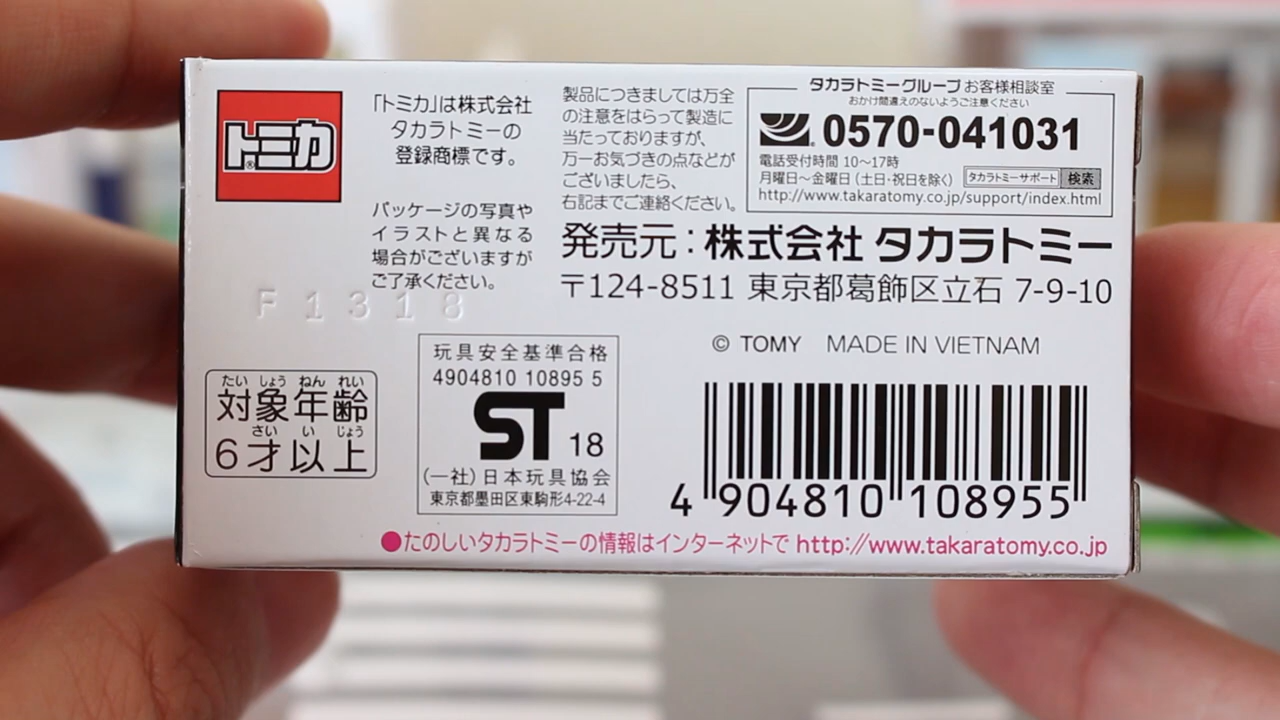 トミカ®
「トミカ」は株式会社
タカラトミーの
登録商標です。
パッケージの写真や
イラストと異なる
場合がございますが
ご了承ください。
F1318
製品につきましては万全
の注意をはらって製造に
当たっておりますが、
万一お気づきの点などが
ございましたら、
右記までご連絡ください。
タカラトミーグループ お客様相談室
おかけ間違えのないようご注意ください
0570-041031
電話受付時間 10〜17時
月曜日〜金曜日(土日・祝日を除く) タカラトミーサポート 検索
http://www.takaratomy.co.jp/support/index.html
発売元:株式会社 タカラトミー
〒124-8511 東京都葛飾区立石 7-9-10
© TOMY MADE IN VIETNAM
たい しょう ねん れい
対象年齢
さい い じょう
6才以上
玩具安全基準合格
4904810 10895 5
ST 18
(一社)日本玩具協会
東京都墨田区東駒形4-22-4
4 904810 108955
●たのしいタカラトミーの情報はインターネットで http://www.takaratomy.co.jp